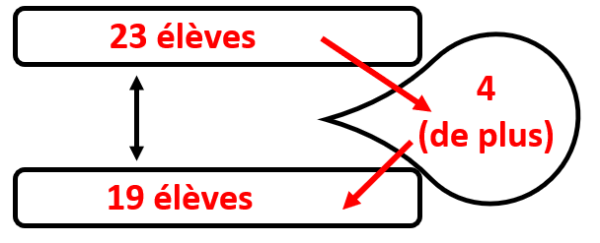 23 élèves
4
(de plus)
19 élèves